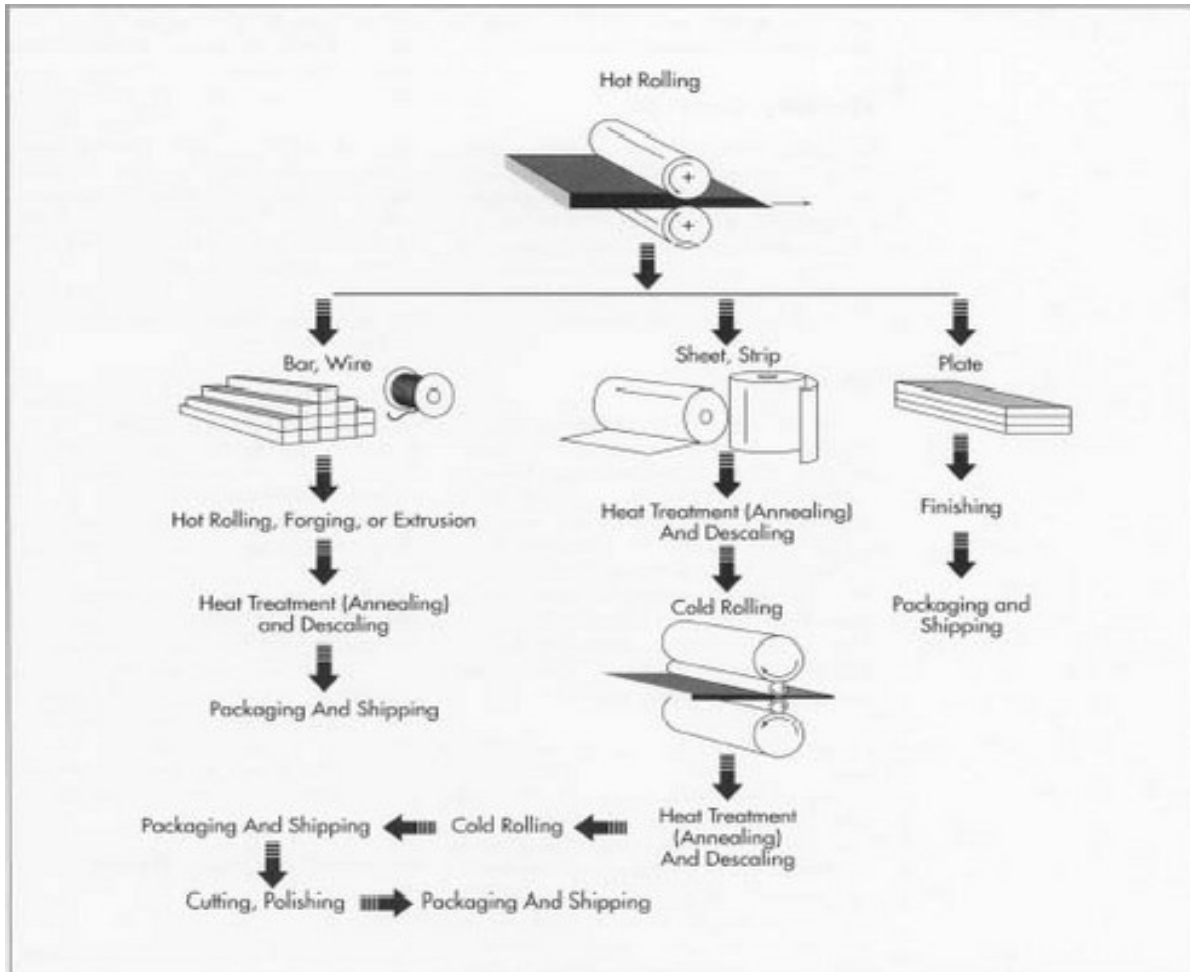 Hot Rolling
Bar, Wire
Sheet, Strip
Plate
Hot Rolling, Forging, or Extrusion
Heat Treatment (Annealing)
and Descaling
Packaging And Shipping
Heat Treatment (Annealing)
And Descaling
Cold Rolling
Heat Treatment
(Annealing)
And Descaling
Cold Rolling
Packaging And Shipping
Cutting, Polishing
Packaging And Shipping
Finishing
Packaging and
Shipping